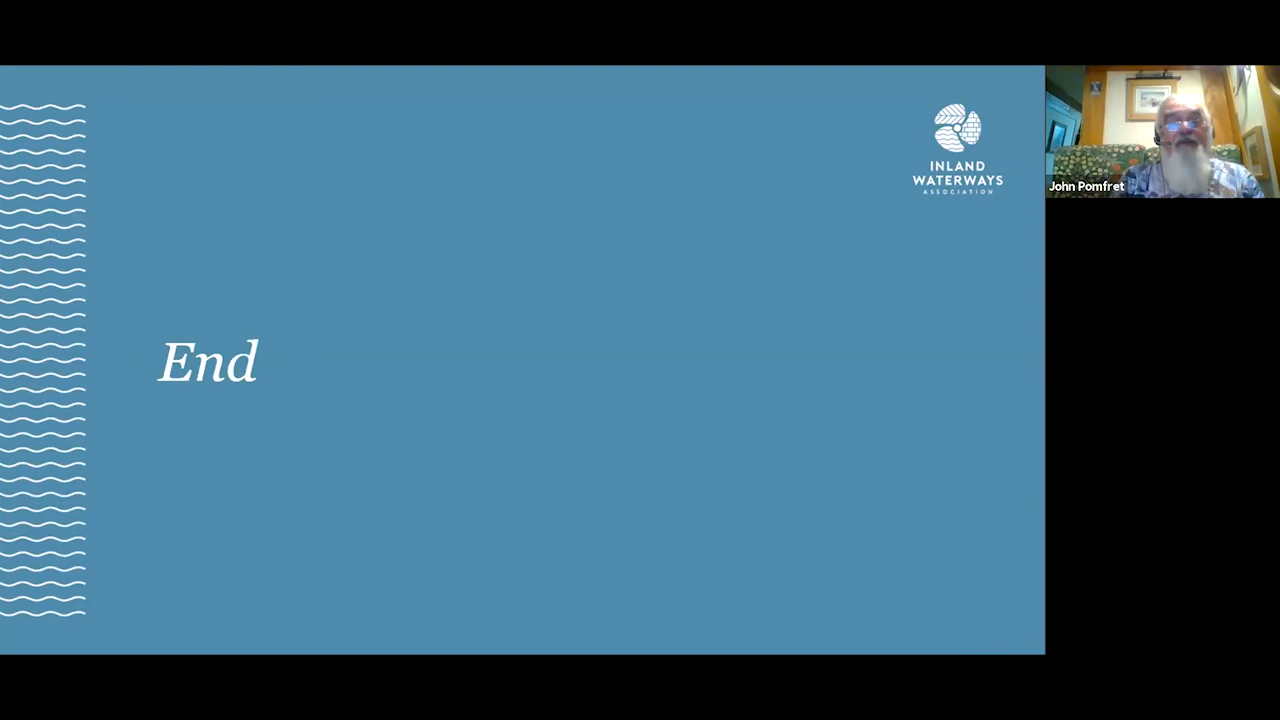 INLAND
WATERWAYS
ASSOCIATION
John Pomfret
End